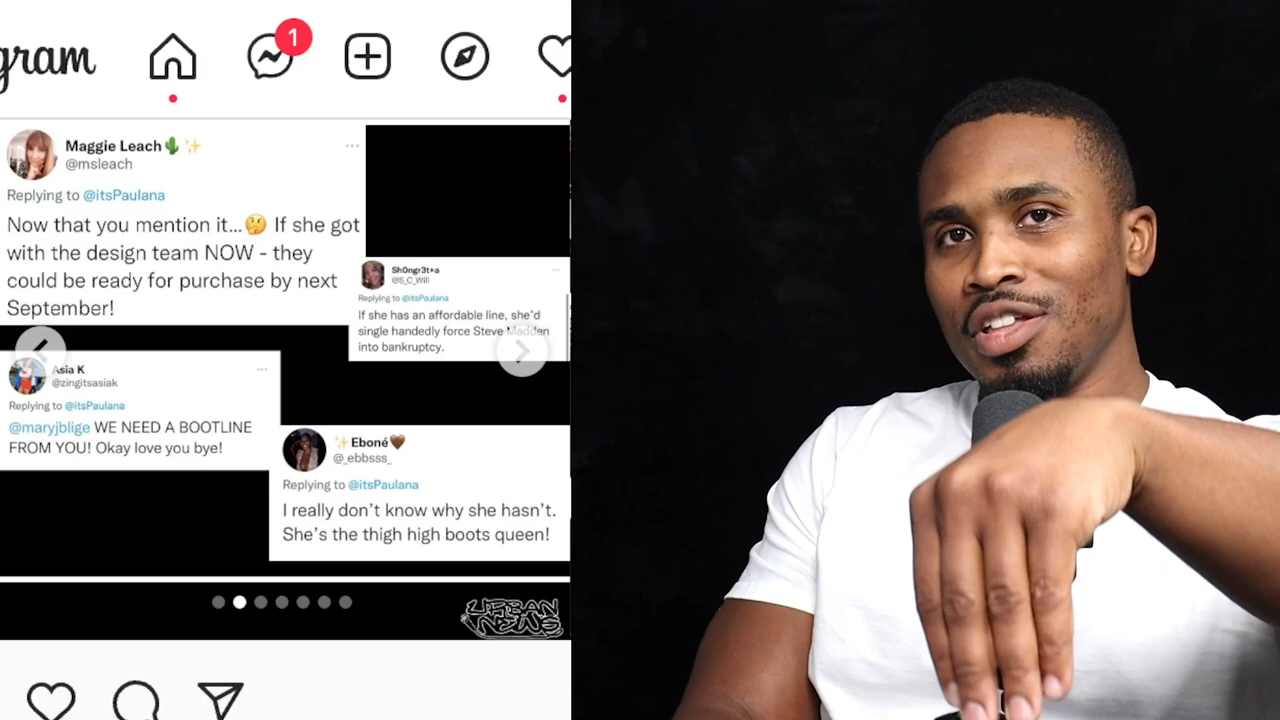 gram
1
Maggie Leach🌵✨
@msleach
Replying to @itsPaulana
Now that you mention it...🤔 If she got
with the design team NOW - they
could be ready for purchase by next
September!
Sh0ngr3t+a
@S_C_Will
Replying to @itsPaulana
If she has an affordable line, she'd
single handedly force Steve Madden
into bankruptcy.
Asia K
@zingitsasiak
Replying to @itsPaulana
@maryjblige WE NEED A BOOTLINE
FROM YOU! Okay love you bye!
✨Eboné🤎
@_ebbsss_
Replying to @itsPaulana
I really don't know why she hasn't.
She's the thigh high boots queen!
URBAN
NEWS